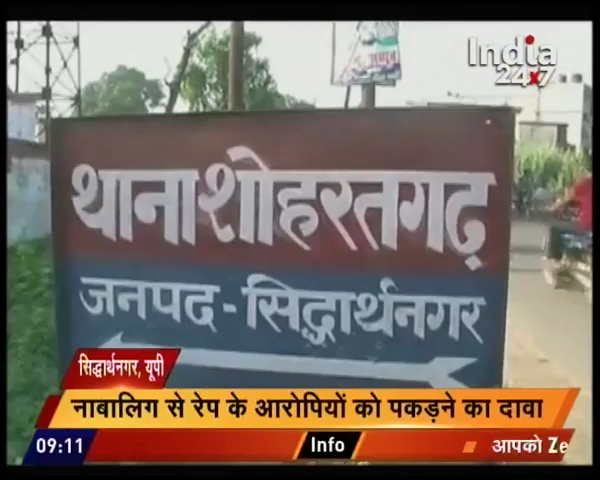 India
24x7
थाना शोहरतगढ़
जनपद - सिद्धार्थनगर
सिद्धार्थनगर, यूपी
नाबालिग से रेप के आरोपियों को पकड़ने का दावा
09:11 Info आपको Ze